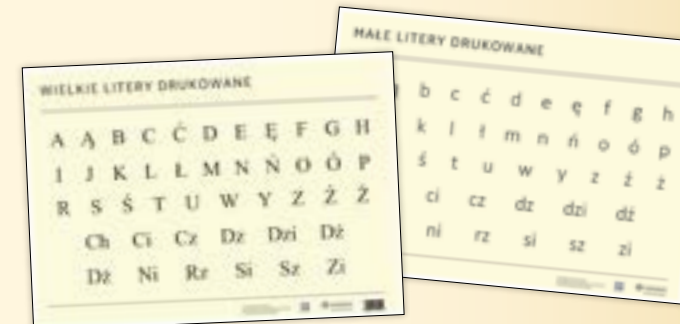 WIELKIE LITERY DRUKOWANE
A Ą B C Ć D E Ę F G H
I J K L Ł M N Ń O Ó P
R S Ś T U W Y Z Ź Ż
Ch Ci Cz Dz Dzi Dź
Dż Ni Rz Si Sz Zi
MAŁE LITERY DRUKOWANE
b c ć d e ę f g h
k l ł m n ń o ó p
ś t u w y z ź ż
ci cz dz dzi dź
ni rz si sz zi